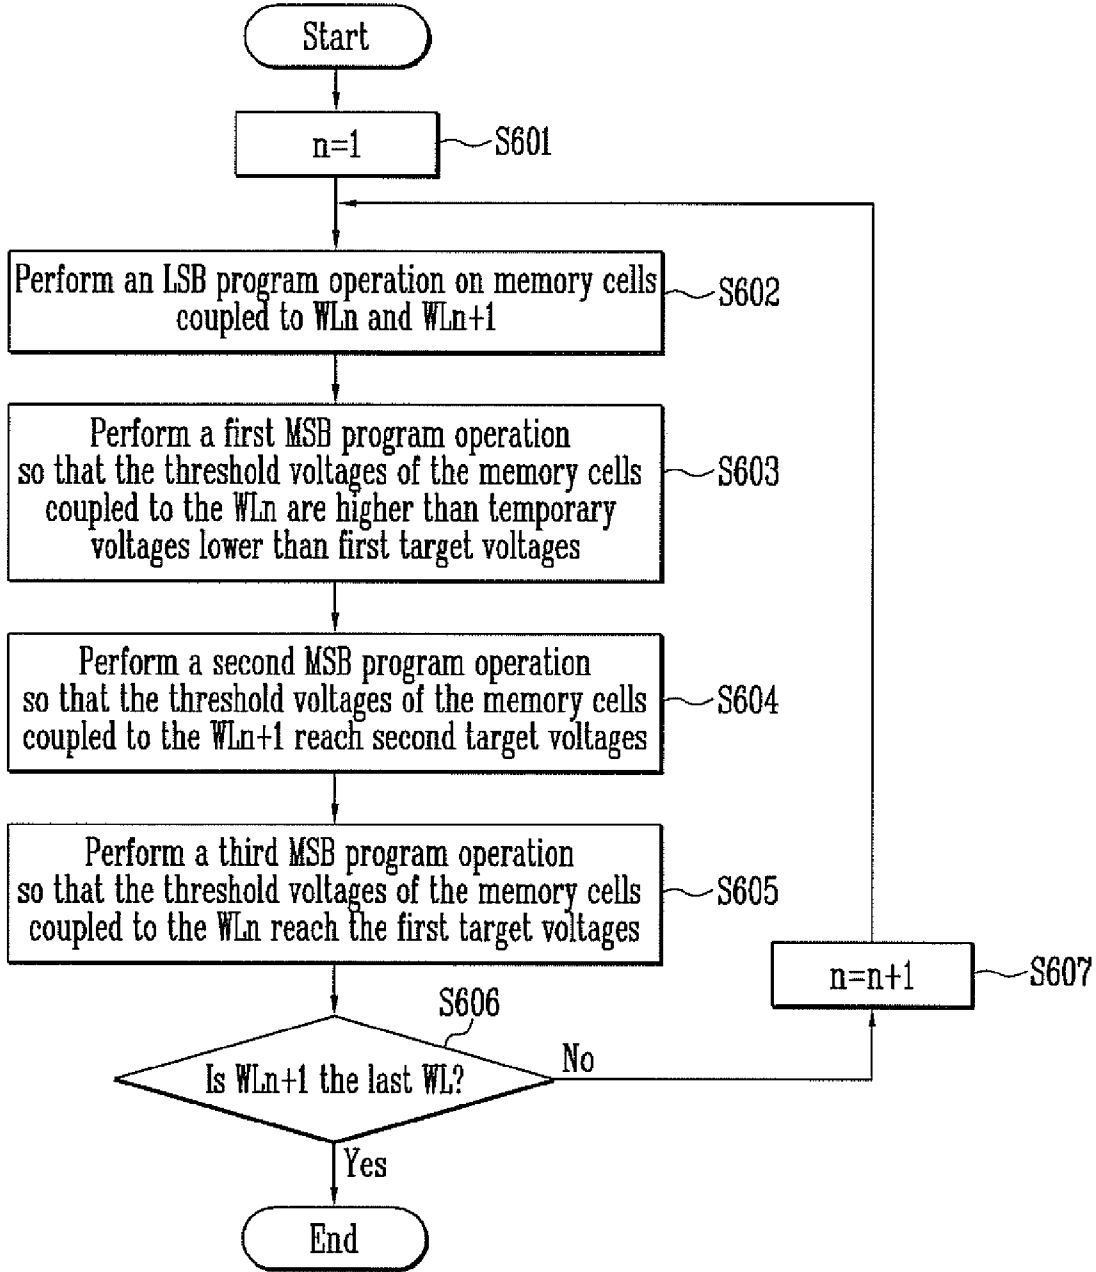 Start
n=1
S601
Perform an LSB program operation on memory cells
coupled to WLn and WLn+1
S602
Perform a first MSB program operation
so that the threshold voltages of the memory cells
coupled to the WLn are higher than temporary
voltages lower than first target voltages
S603
Perform a second MSB program operation
so that the threshold voltages of the memory cells
coupled to the WLn+1 reach second target voltages
S604
Perform a third MSB program operation
so that the threshold voltages of the memory cells
coupled to the WLn reach the first target voltages
S605
n=n+1
S607
S606
Is WLn+1 the last WL?
No
Yes
End